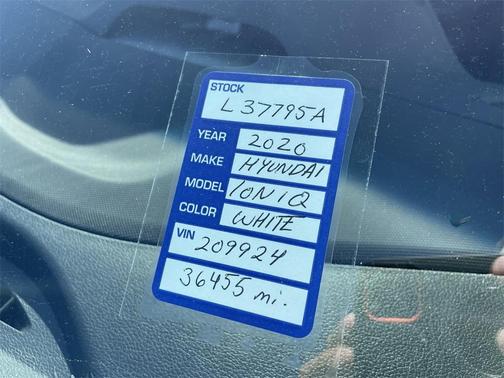 STOCK
L37795A
YEAR 2020
MAKE HYUNDAI
MODEL IONIQ
COLOR WHITE
VIN 209924
36455 mi.